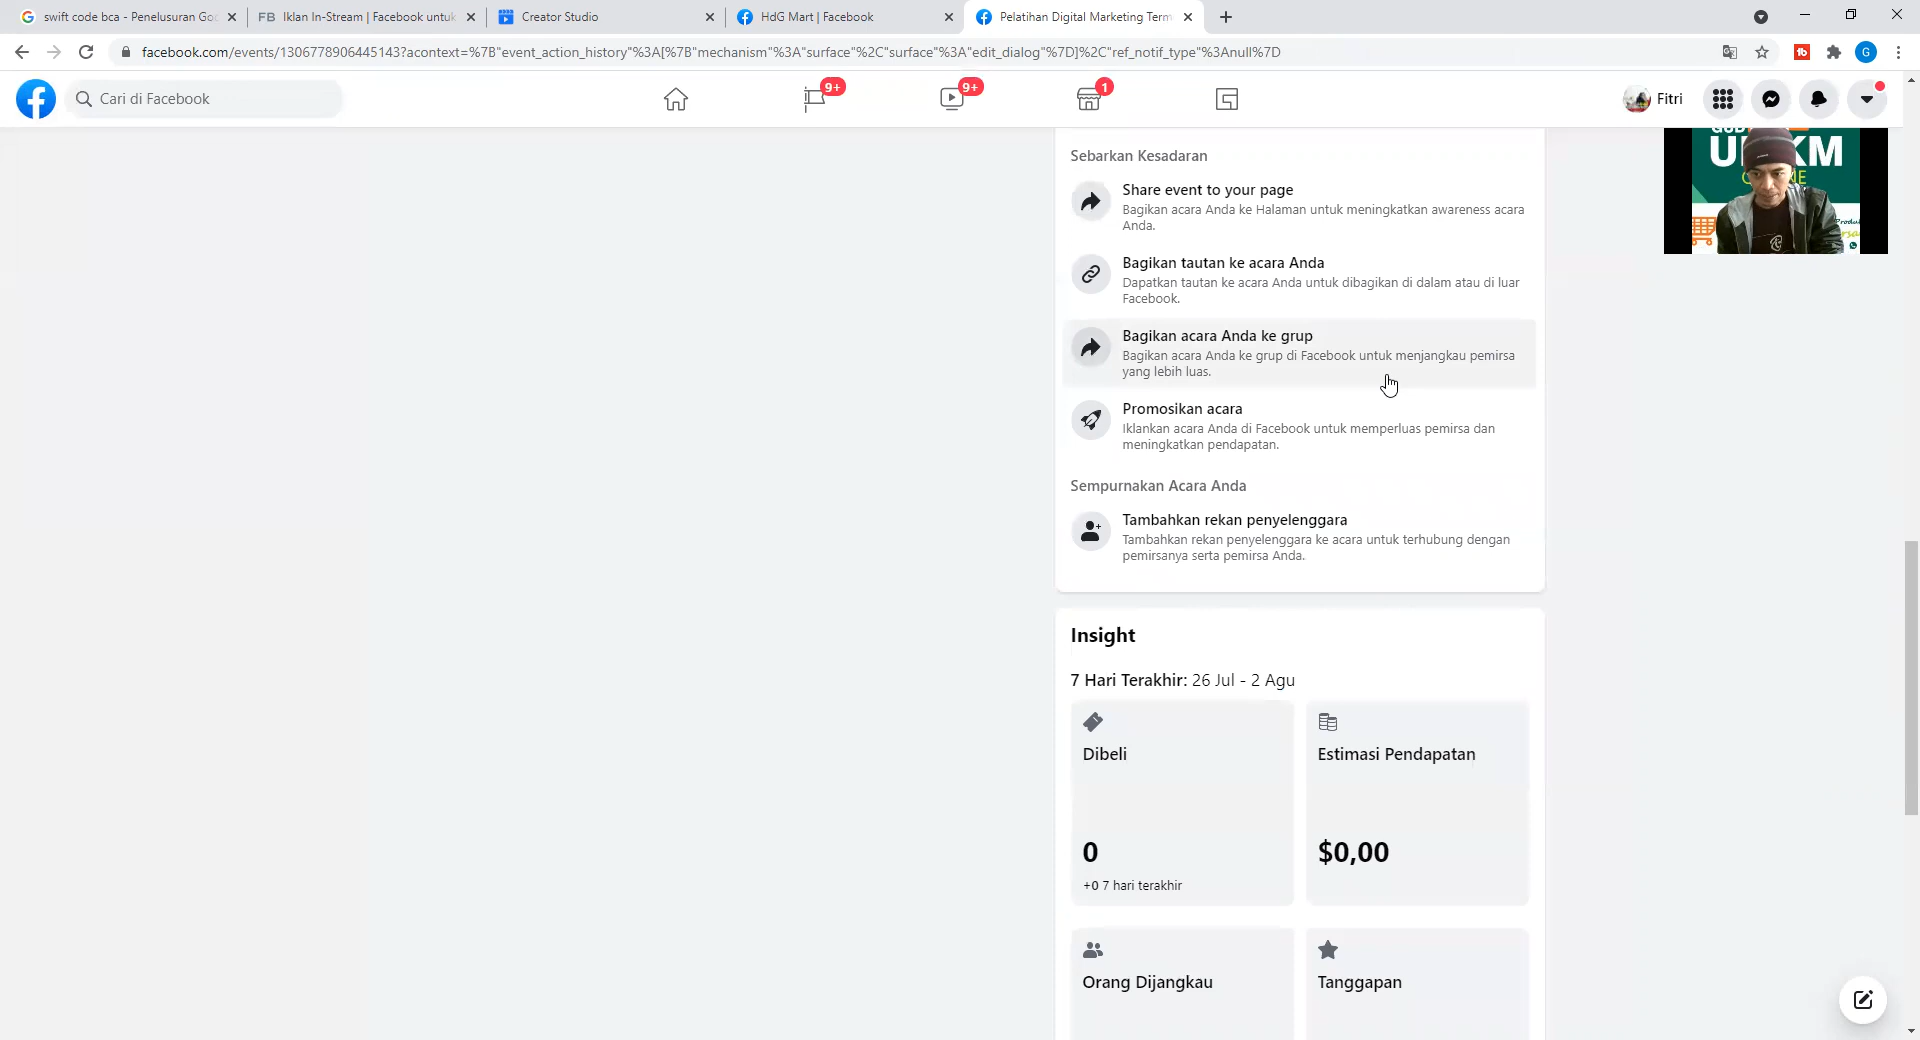 swift code bca - Penelusuran Goo
FB Iklan In-Stream | Facebook untuk
Creator Studio
HdG Mart | Facebook
Pelatihan Digital Marketing Term
facebook.com/events/1306778906445143?acontext=%7B"event_action_history"%3A[%7B"mechanism"%3A"surface"%2C"surface"%3A"edit_dialog"%7D]%2C"ref_notif_type"%3Anull%7D
G
Cari di Facebook
9+
9+
1
Fitri
Sebarkan Kesadaran
Share event to your page
Bagikan acara Anda ke Halaman untuk meningkatkan awareness acara
Anda.
Bagikan tautan ke acara Anda
Dapatkan tautan ke acara Anda untuk dibagikan di dalam atau di luar
Facebook.
Bagikan acara Anda ke grup
Bagikan acara Anda ke grup di Facebook untuk menjangkau pemirsa
yang lebih luas.
Promosikan acara
Iklankan acara Anda di Facebook untuk memperluas pemirsa dan
meningkatkan pendapatan.
Sempurnakan Acara Anda
Tambahkan rekan penyelenggara
Tambahkan rekan penyelenggara ke acara untuk terhubung dengan
pemirsanya serta pemirsa Anda.
Insight
7 Hari Terakhir: 26 Jul - 2 Agu
Dibeli
0
+0 7 hari terakhir
Estimasi Pendapatan
$0,00
Orang Dijangkau
Tanggapan